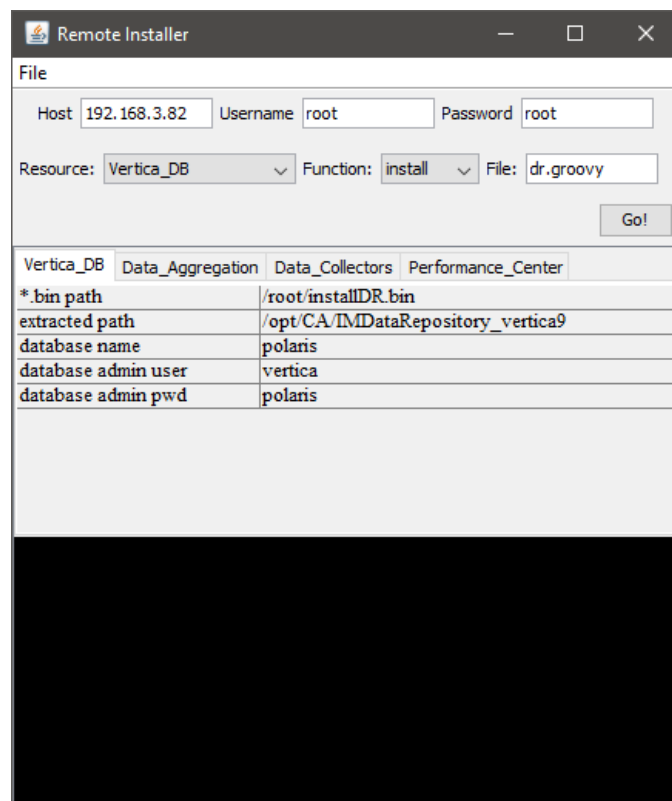 Remote Installer
File
Host 192.168.3.82 Username root Password root
Resource: Vertica_DB Function: install File: dr.groovy
Go!
Vertica_DB Data_Aggregation Data_Collectors Performance_Center
*.bin path /root/installDR.bin
extracted path /opt/CA/IMDataRepository_vertica9
database name polaris
database admin user vertica
database admin pwd polaris